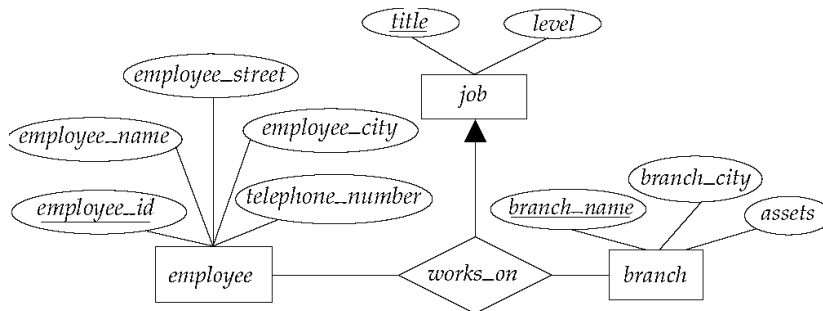 title
level
job
employee_street
employee_name
employee_city
employee_id
telephone_number
employee
works_on
branch_name
branch_city
assets
branch